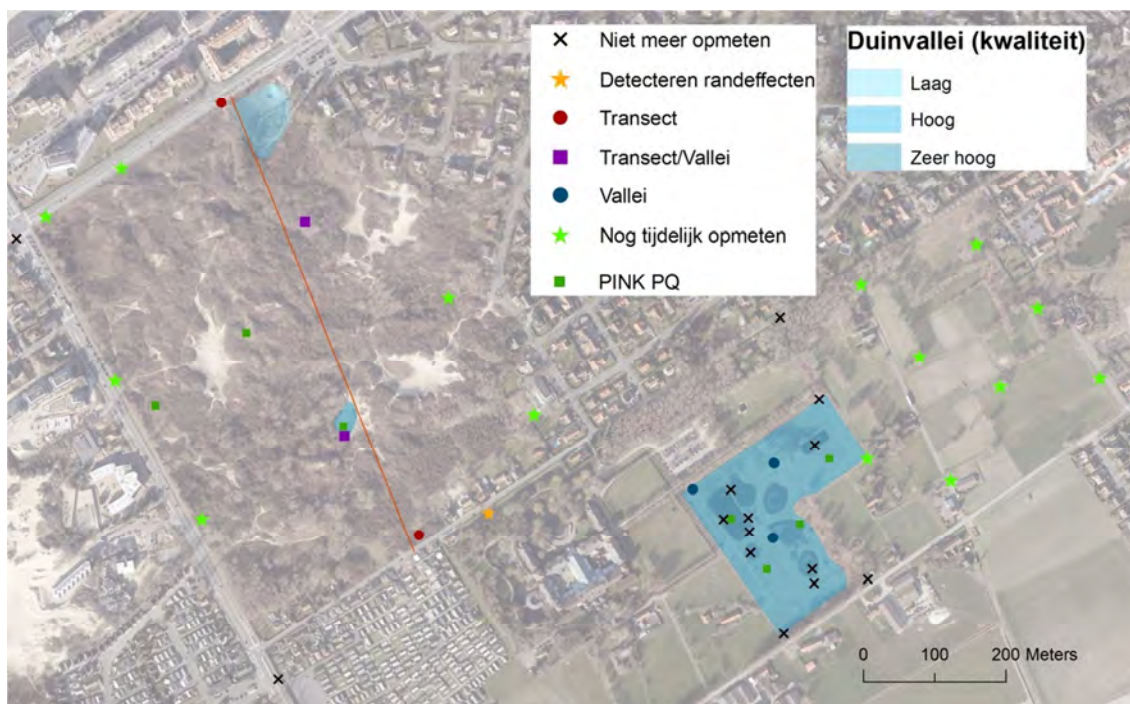 Niet meer opmeten
Detecteren randeffecten
Transect
Transect/Vallei
Vallei
Nog tijdelijk opmeten
PINK PQ
Duinvallei (kwaliteit)
Laag
Hoog
Zeer hoog
0 100 200 Meters